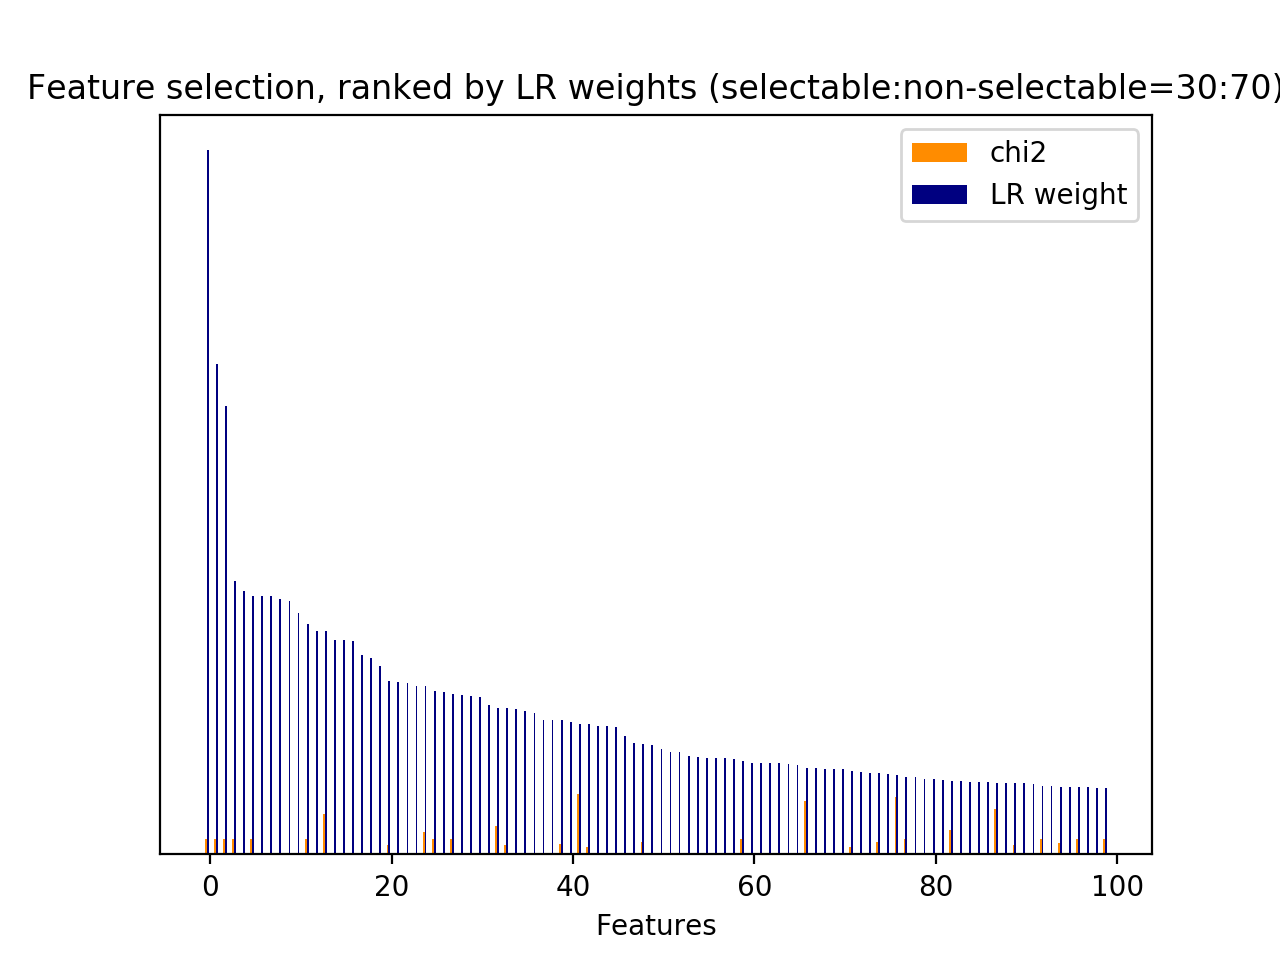 Feature selection, ranked by LR weights (selectable:non-selectable=30:70)
chi2
LR weight
0 20 40 60 80 100
Features